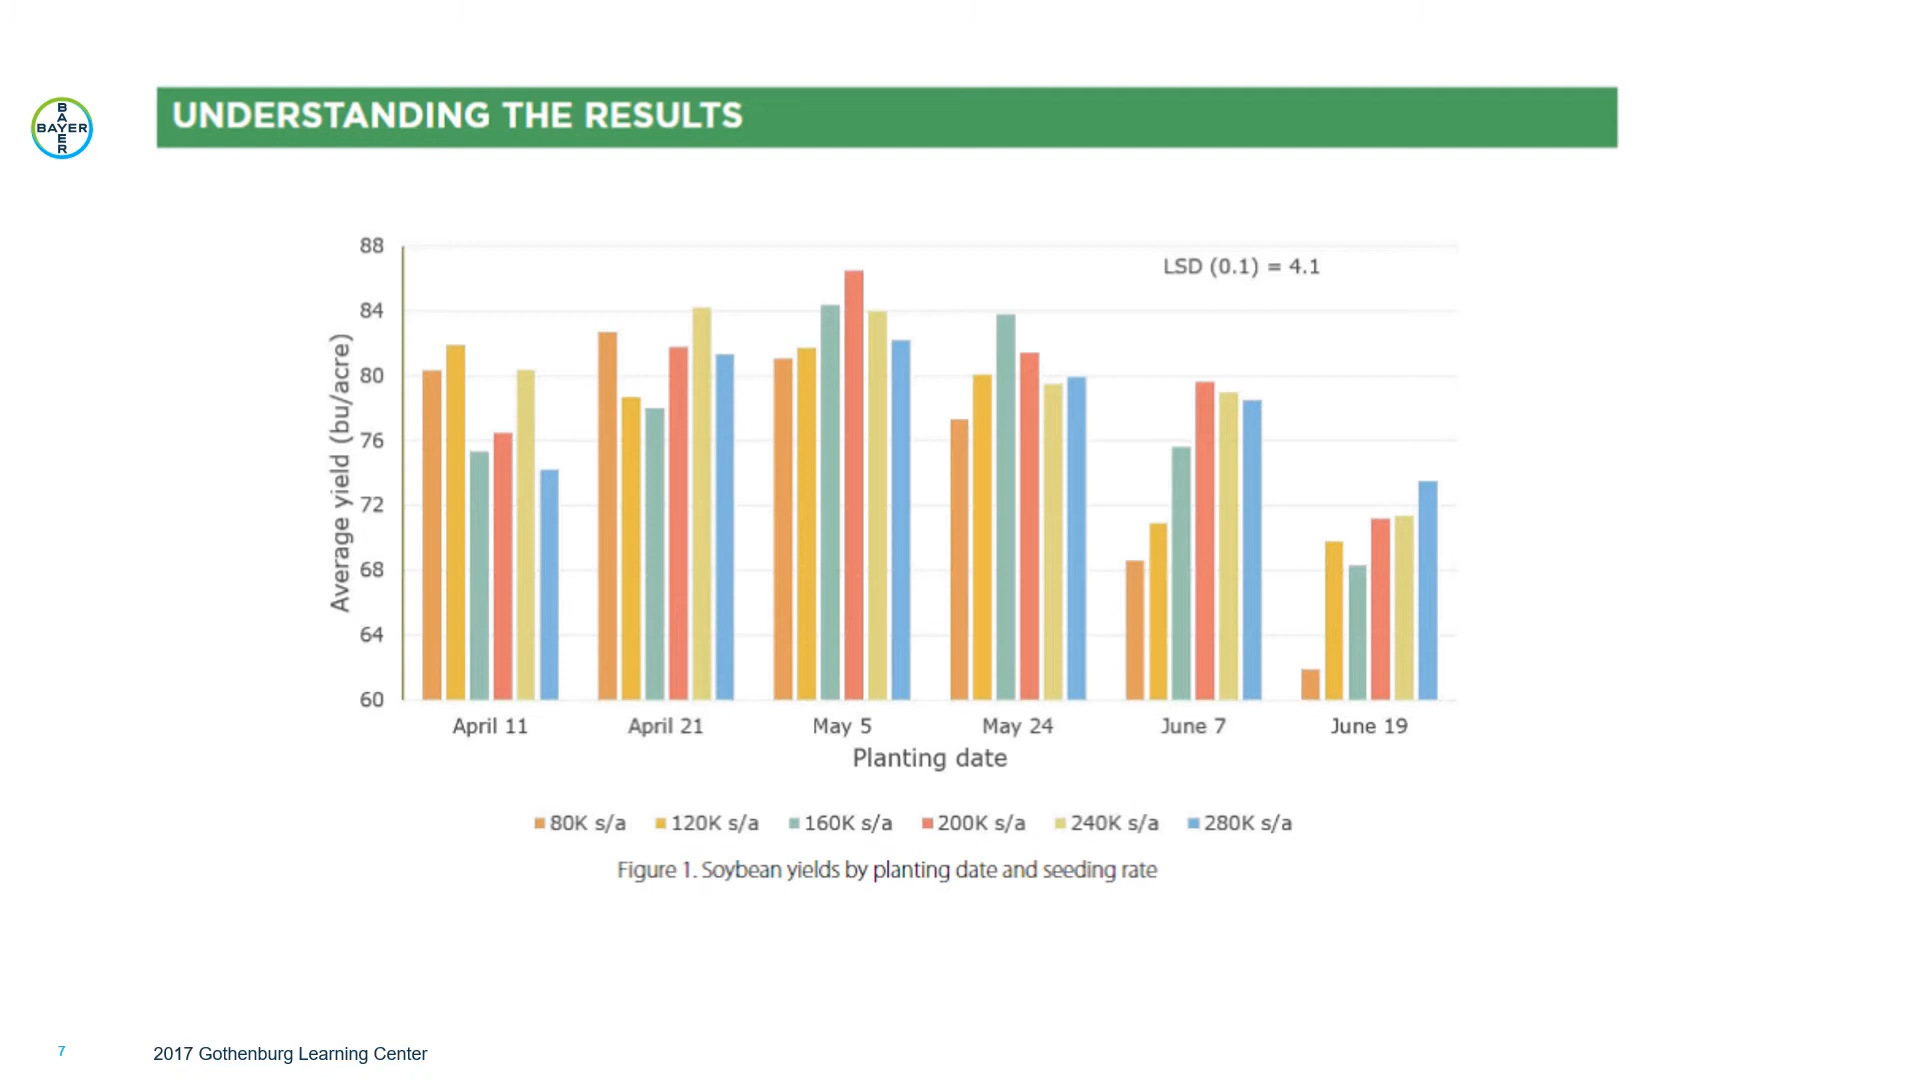 BAYER
BAYER
UNDERSTANDING THE RESULTS
LSD (0.1) = 4.1
Average yield (bu/acre)
88
84
80
76
72
68
64
60
April 11 April 21 May 5 May 24 June 7 June 19
Planting date
80K s/a 120K s/a 160K s/a 200K s/a 240K s/a 280K s/a
Figure 1. Soybean yields by planting date and seeding rate
7 2017 Gothenburg Learning Center